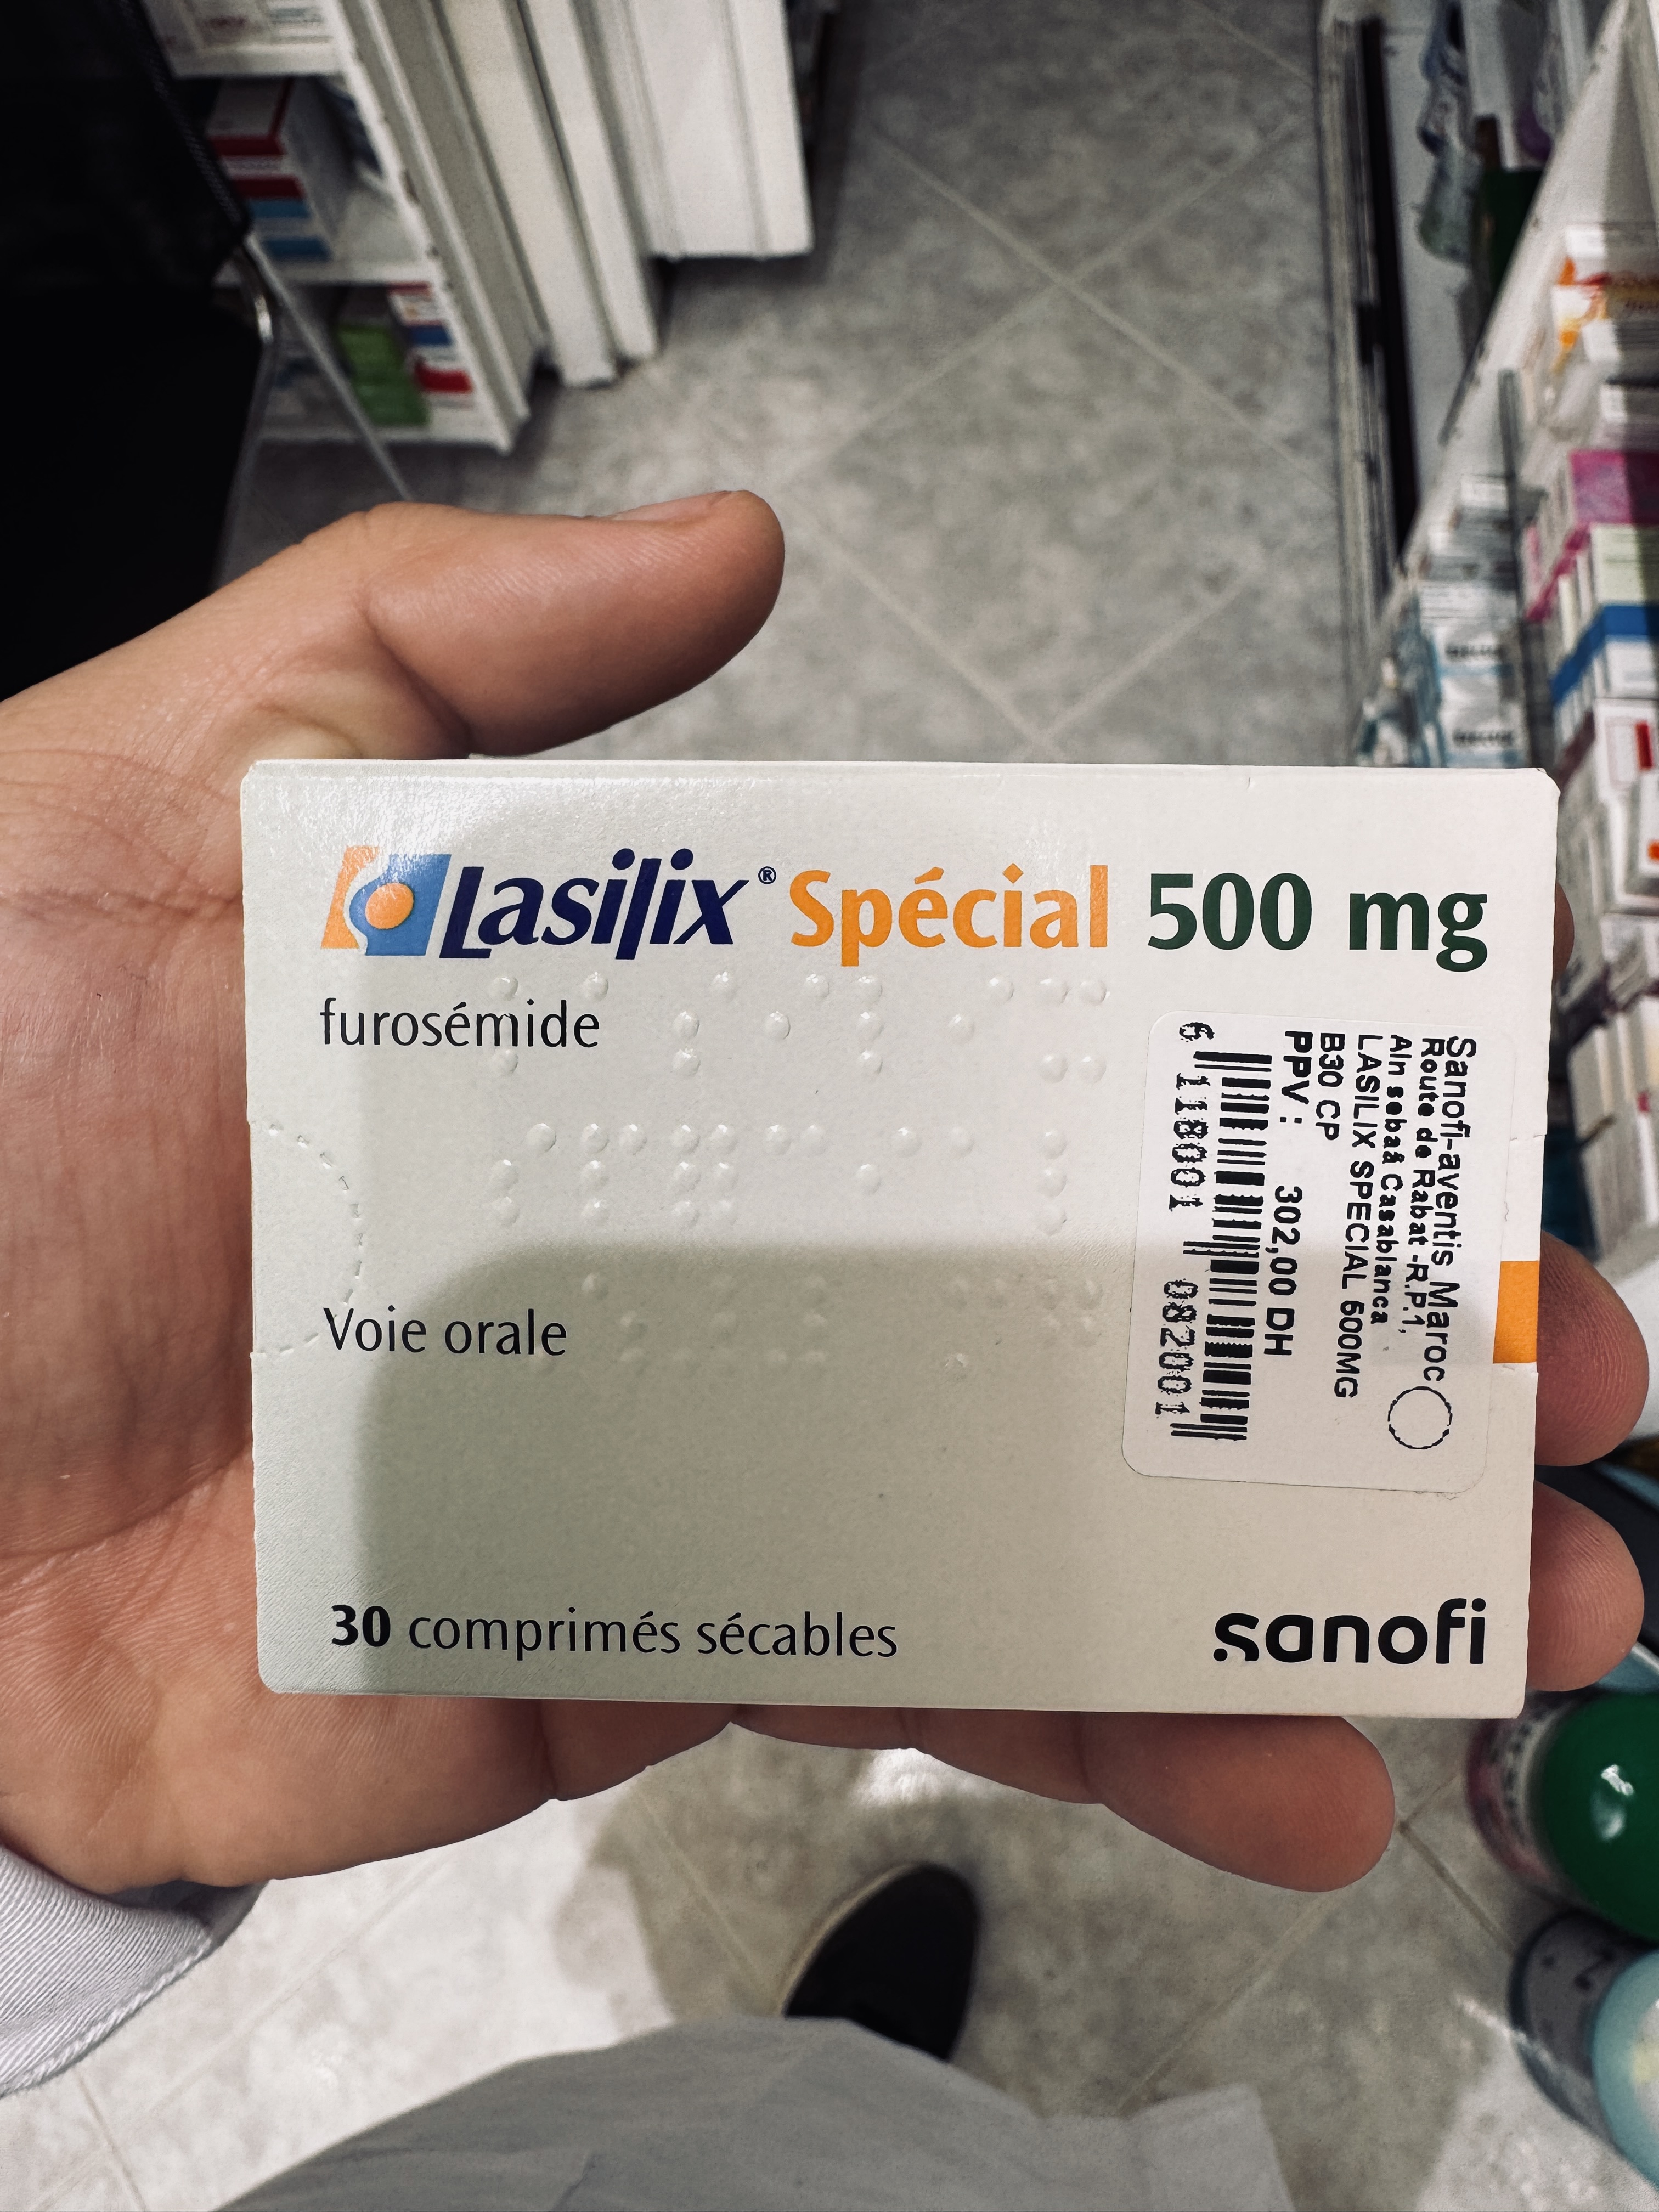 Lasilix® Spécial 500 mg
furosémide
Voie orale
30 comprimés sécables
sanofi
Sanofi-aventis Maroc
Route de Rabat -R.P.1,
Ain sebaâ Casablanca
LASILIX SPECIAL 500MG
B30 CP
PPV : 302,00 DH
6 118001 082001